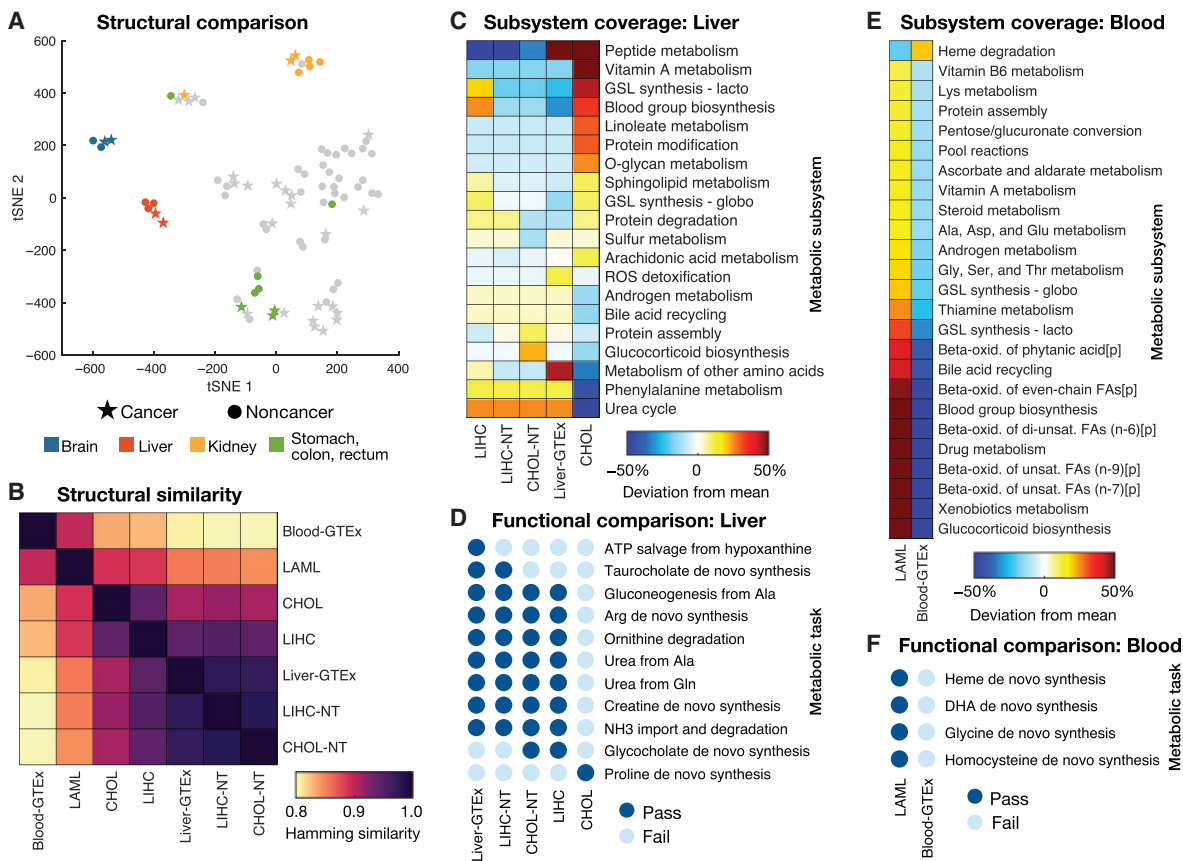 A
Structural comparison
600
400
200
0
−200
−400
−600
tSNE 2
−600
−400
−200
0
200
400
tSNE 1
Cancer
Noncancer
Brain
Liver
Kidney
Stomach,
colon, rectum
B
Structural similarity
Blood-GTEx
LAML
CHOL
LIHC
Liver-GTEx
LIHC-NT
CHOL-NT
Blood-GTEx
LAML
CHOL
LIHC
Liver-GTEx
LIHC-NT
CHOL-NT
0.8
0.9
1.0
Hamming similarity
C
Subsystem coverage: Liver
Peptide metabolism
Vitamin A metabolism
GSL synthesis - lacto
Blood group biosynthesis
Linoleate metabolism
Protein modification
O-glycan metabolism
Sphingolipid metabolism
GSL synthesis - globo
Protein degradation
Sulfur metabolism
Arachidonic acid metabolism
ROS detoxification
Androgen metabolism
Bile acid recycling
Protein assembly
Glucocorticoid biosynthesis
Metabolism of other amino acids
Phenylalanine metabolism
Urea cycle
Metabolic subsystem
LIHC
LIHC-NT
CHOL-NT
Liver-GTEx
CHOL
−50%
0
50%
Deviation from mean
D
Functional comparison: Liver
ATP salvage from hypoxanthine
Taurocholate de novo synthesis
Gluconeogenesis from Ala
Arg de novo synthesis
Ornithine degradation
Urea from Ala
Urea from Gln
Creatine de novo synthesis
NH3 import and degradation
Glycocholate de novo synthesis
Proline de novo synthesis
Metabolic task
Liver-GTEx
LIHC-NT
CHOL-NT
LIHC
CHOL
Pass
Fail
E
Subsystem coverage: Blood
Heme degradation
Vitamin B6 metabolism
Lys metabolism
Protein assembly
Pentose/glucuronate conversion
Pool reactions
Ascorbate and aldarate metabolism
Vitamin A metabolism
Steroid metabolism
Ala, Asp, and Glu metabolism
Androgen metabolism
Gly, Ser, and Thr metabolism
GSL synthesis - globo
Thiamine metabolism
GSL synthesis - lacto
Beta-oxid. of phytanic acid[p]
Bile acid recycling
Beta-oxid. of even-chain FAs[p]
Blood group biosynthesis
Beta-oxid. of di-unsat. FAs (n-6)[p]
Drug metabolism
Beta-oxid. of unsat. FAs (n-9)[p]
Beta-oxid. of unsat. FAs (n-7)[p]
Xenobiotics metabolism
Glucocorticoid biosynthesis
Metabolic subsystem
LAML
Blood-GTEx
−50%
0
50%
Deviation from mean
F
Functional comparison: Blood
Heme de novo synthesis
DHA de novo synthesis
Glycine de novo synthesis
Homocysteine de novo synthesis
Metabolic task
LAML
Blood-GTEx
Pass
Fail